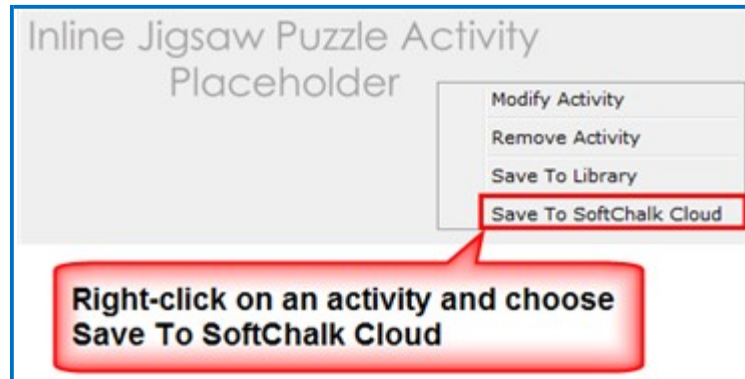 Inline Jigsaw Puzzle Activity
Placeholder
Modify Activity
Remove Activity
Save To Library
Save To SoftChalk Cloud
Right-click on an activity and choose
Save To SoftChalk Cloud